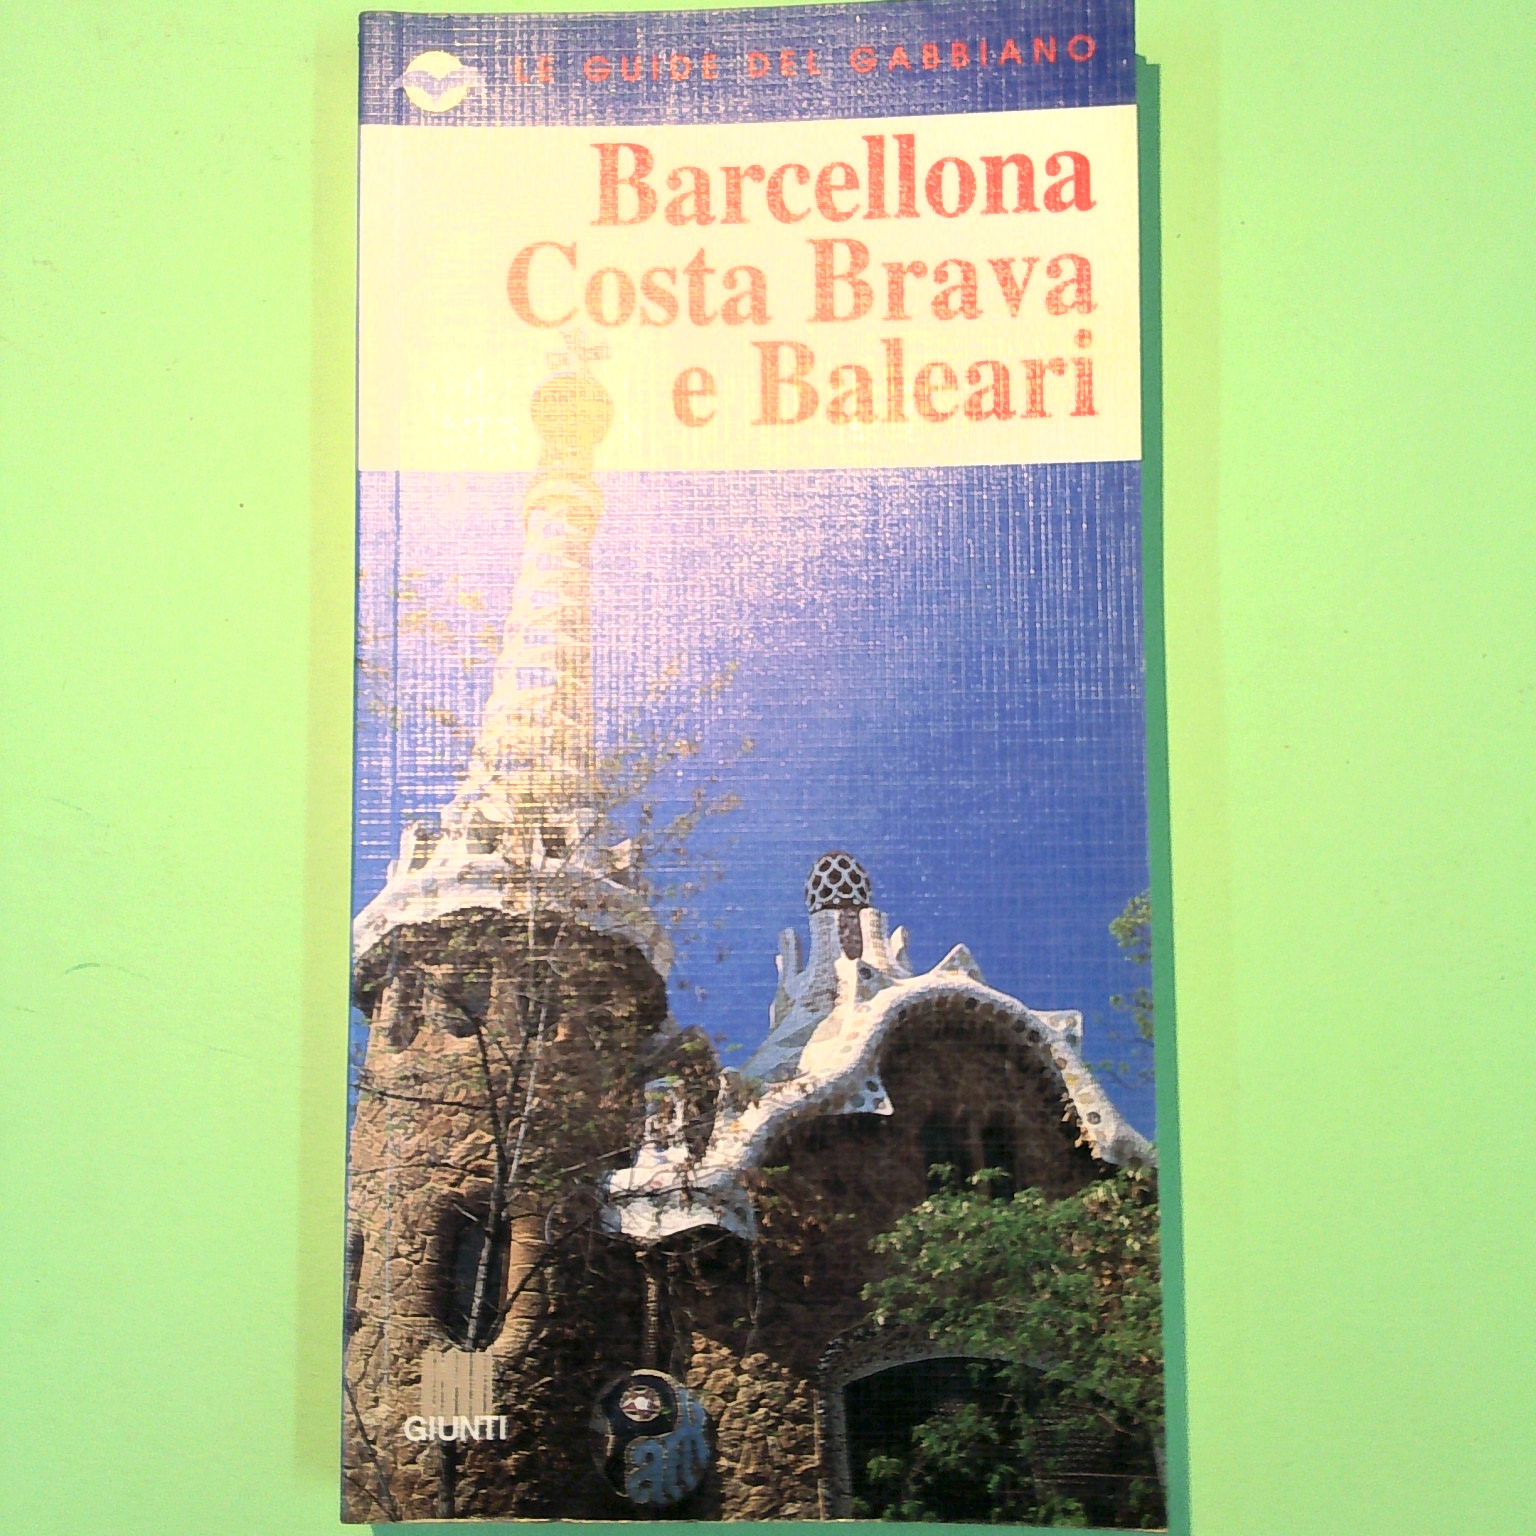 LE GUIDE DEL GABBIANO
Barcellona
Costa Brava
e Baleari
GIUNTI